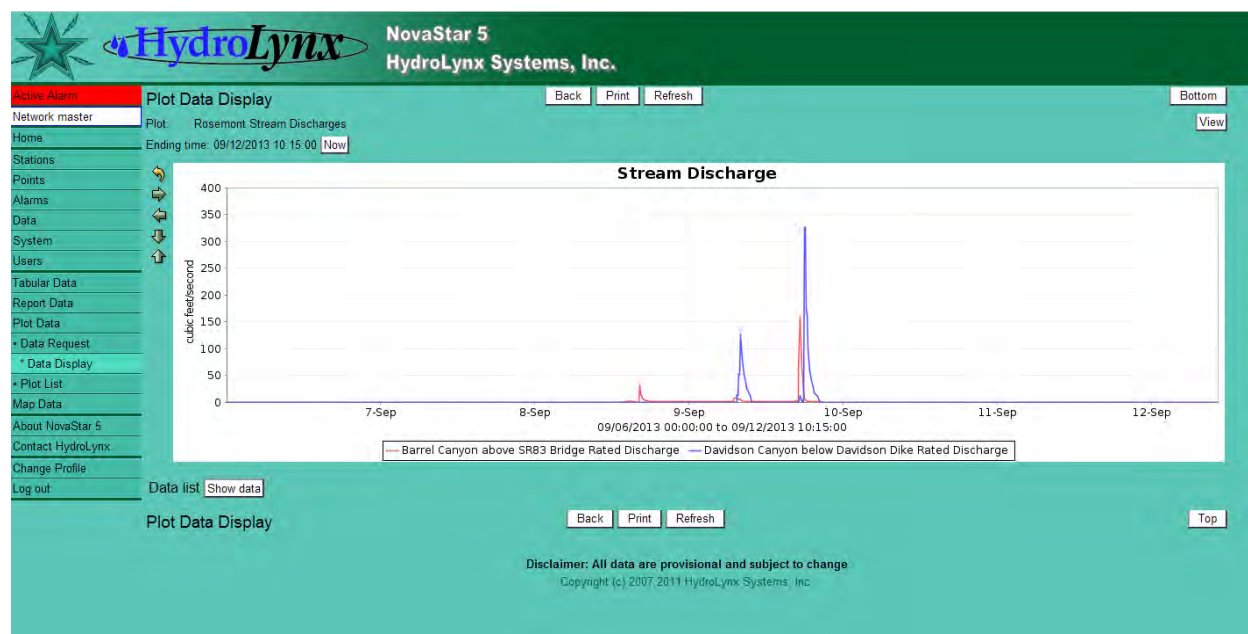 HydroLynx
NovaStar 5
HydroLynx Systems, Inc.
Active Alarm
Network master
Home
Stations
Points
Alarms
Data
System
Users
Tabular Data
Report Data
Plot Data
• Data Request
* Data Display
• Plot List
Map Data
About NovaStar 5
Contact HydroLynx
Change Profile
Log out
Plot Data Display
Back Print Refresh
Bottom
Plot: Rosemont Stream Discharges
View
Ending time: 09/12/2013 10:15:00 Now
Stream Discharge
400
350
300
250
200
150
100
50
0
cubic feet/second
7-Sep 8-Sep 9-Sep 10-Sep 11-Sep 12-Sep
09/06/2013 00:00:00 to 09/12/2013 10:15:00
Barrel Canyon above SR83 Bridge Rated Discharge Davidson Canyon below Davidson Dike Rated Discharge
Data list Show data
Plot Data Display
Back Print Refresh
Top
Disclaimer: All data are provisional and subject to change
Copyright (c) 2007,2011 HydroLynx Systems, Inc